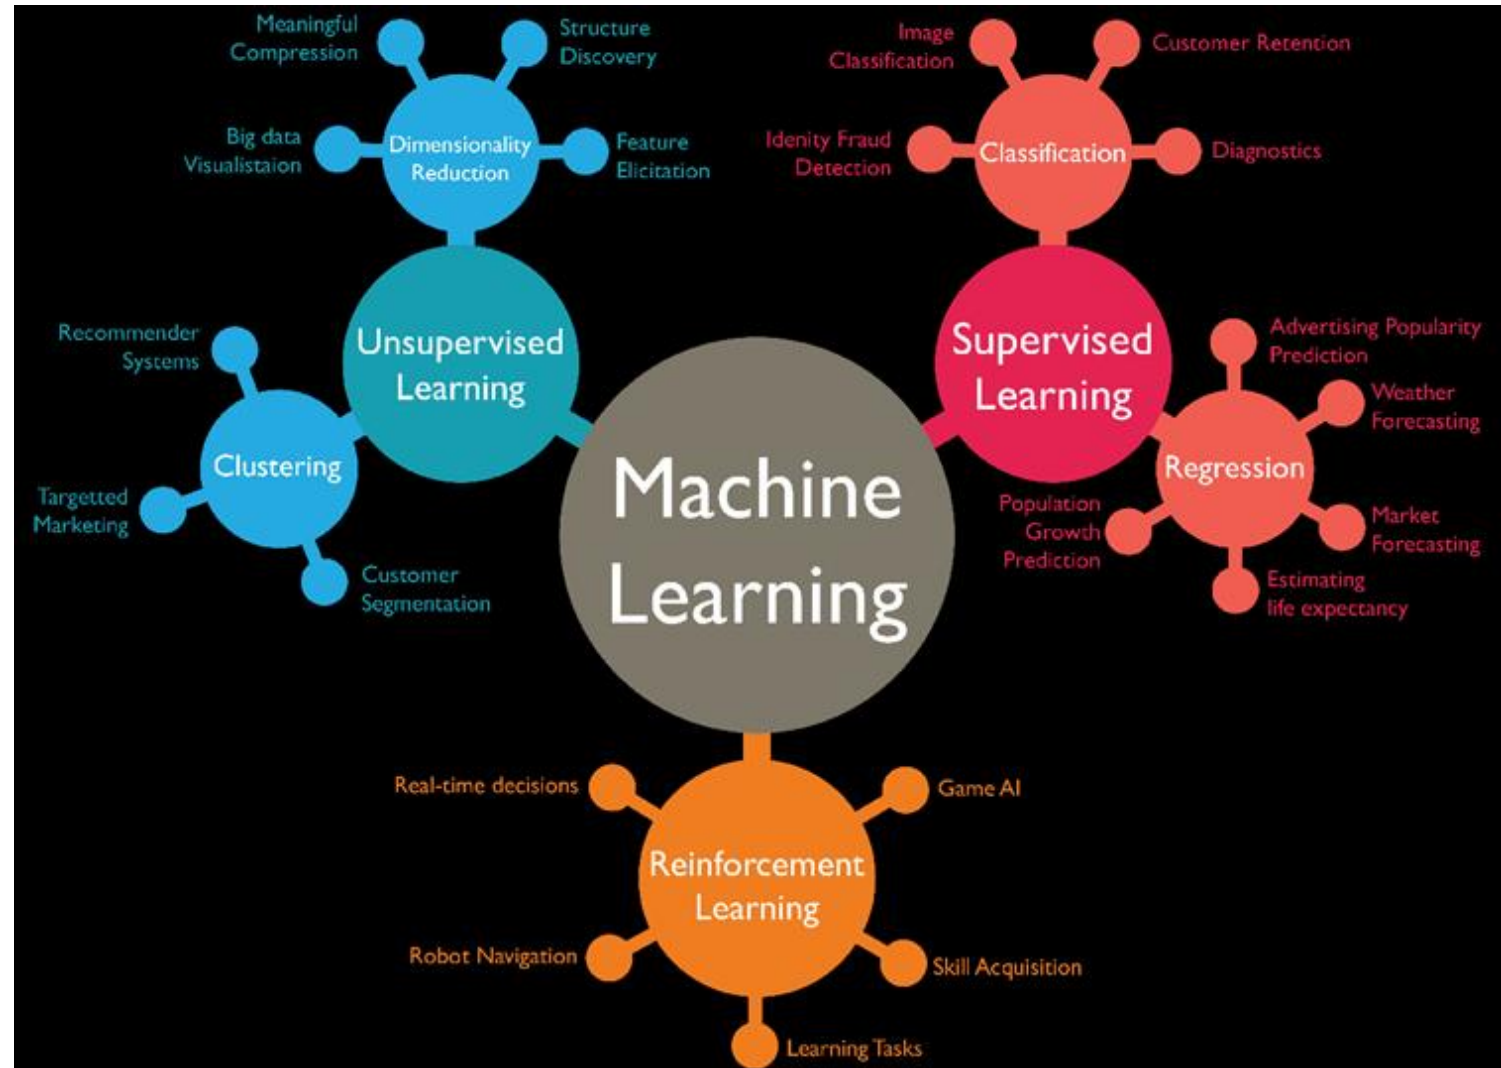 Meaningful
Compression
Structure
Discovery
Big data
Visualistaion
Dimensionality
Reduction
Feature
Elicitation
Image
Classification
Customer Retention
Idenity Fraud
Detection
Classification
Diagnostics
Unsupervised
Learning
Recommender
Systems
Clustering
Targetted
Marketing
Customer
Segmentation
Supervised
Learning
Advertising Popularity
Prediction
Weather
Forecasting
Regression
Population
Growth
Prediction
Market
Forecasting
Estimating
life expectancy
Machine
Learning
Real-time decisions
Game AI
Reinforcement
Learning
Robot Navigation
Skill Acquisition
Learning Tasks